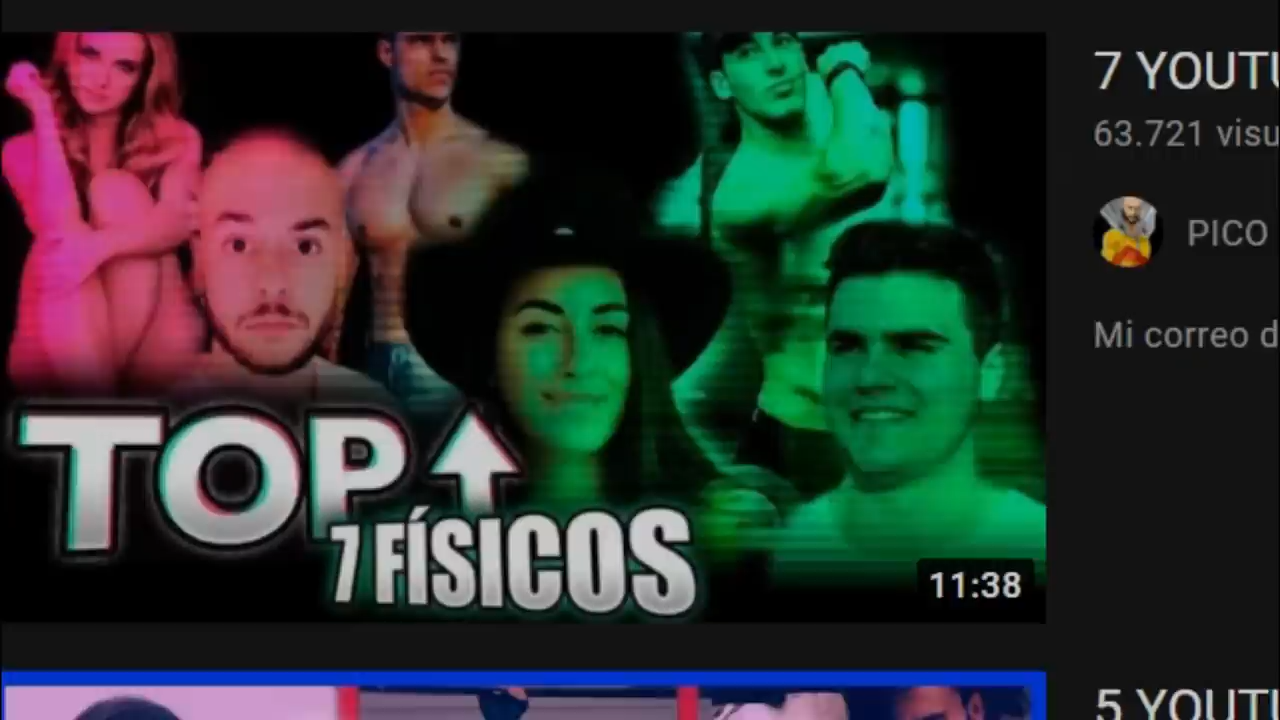 TOP
7 FÍSICOS
11:38
7 YOUTU
63.721 visu
PICO
Mi correo d
5 YOUTU